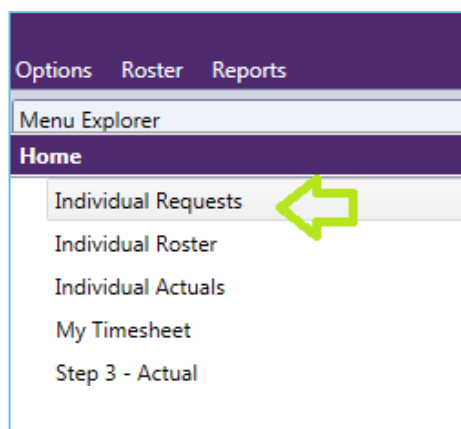 Options Roster Reports
Menu Explorer
Home
Individual Requests
Individual Roster
Individual Actuals
My Timesheet
Step 3 - Actual